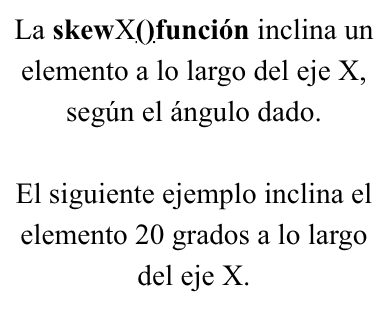 La skewX()función inclina un
elemento a lo largo del eje X,
según el ángulo dado.
El siguiente ejemplo inclina el
elemento 20 grados a lo largo
del eje X.